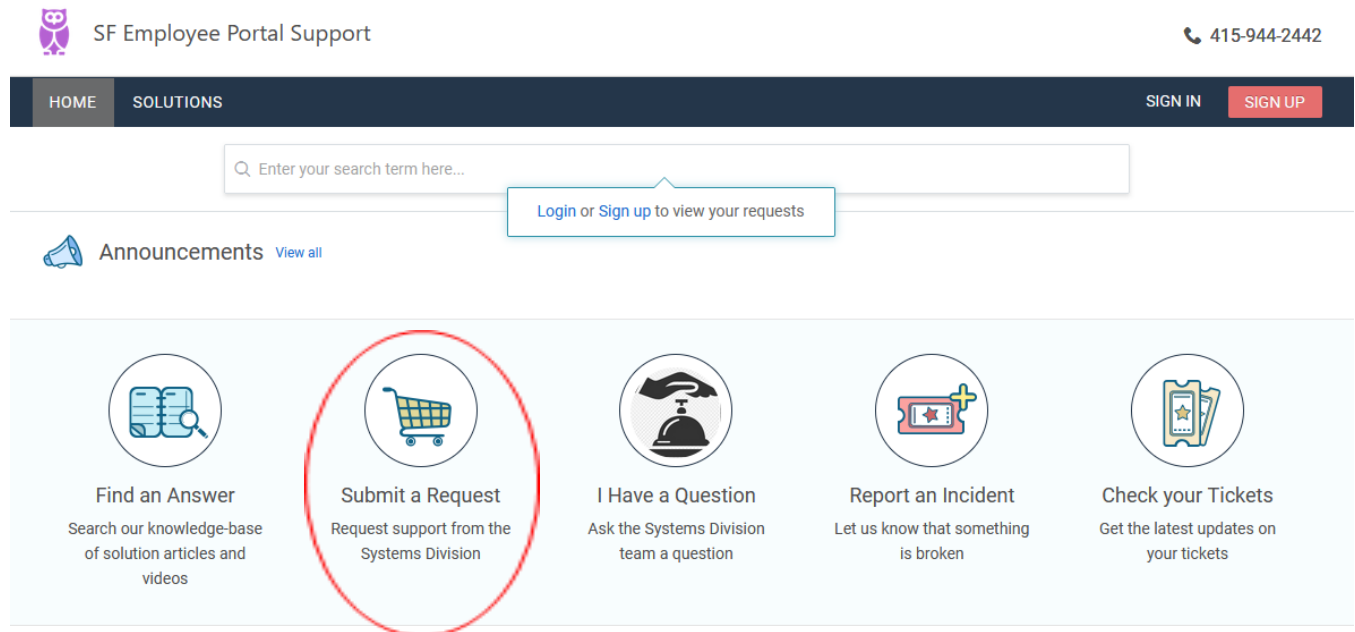 SF Employee Portal Support
415-944-2442
HOME SOLUTIONS SIGN IN SIGN UP
Enter your search term here...
Login or Sign up to view your requests
Announcements View all
Find an Answer
Search our knowledge-base
of solution articles and
videos
Submit a Request
Request support from the
Systems Division
I Have a Question
Ask the Systems Division
team a question
Report an Incident
Let us know that something
is broken
Check your Tickets
Get the latest updates on
your tickets